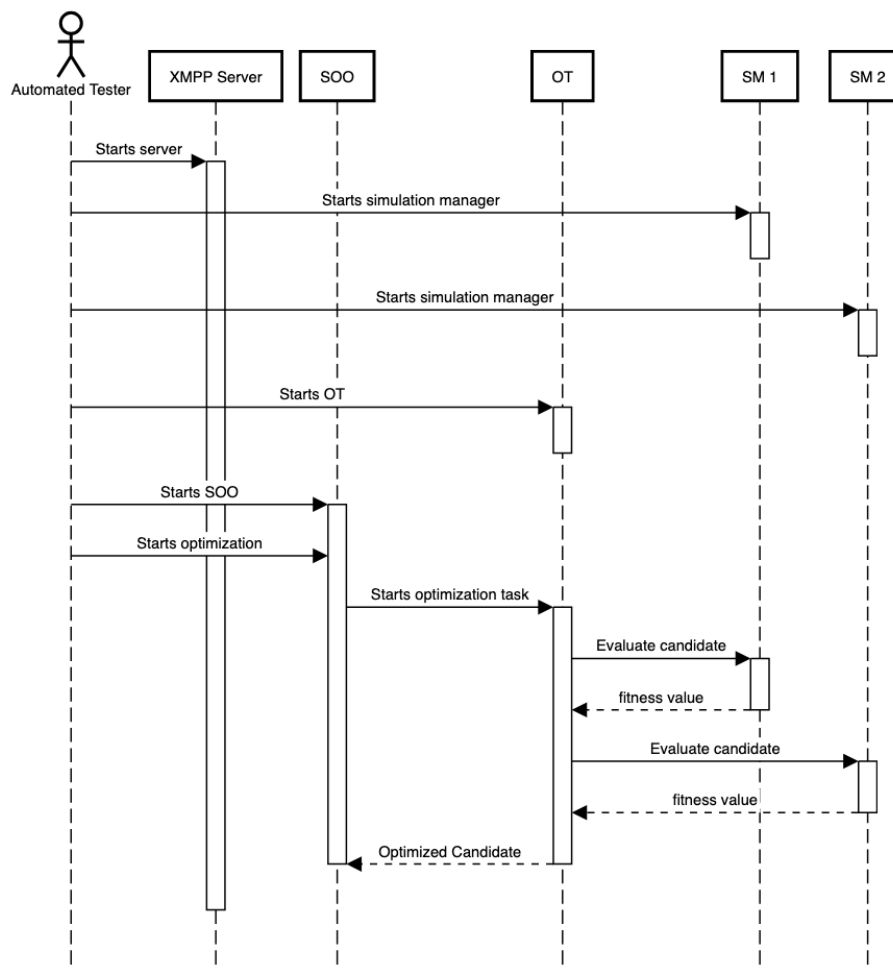 Automated Tester
XMPP Server
SOO
OT
SM 1
SM 2
Starts server
Starts simulation manager
Starts simulation manager
Starts OT
Starts SOO
Starts optimization
Starts optimization task
Evaluate candidate
fitness value
Evaluate candidate
fitness value
Optimized Candidate